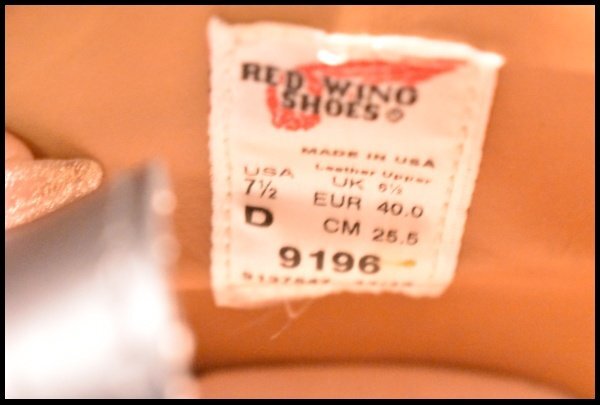 RED WING
SHOES®
MADE IN USA
Leather Upper
USA UK 6½
7½ EUR 40.0
D CM 25.5
9196